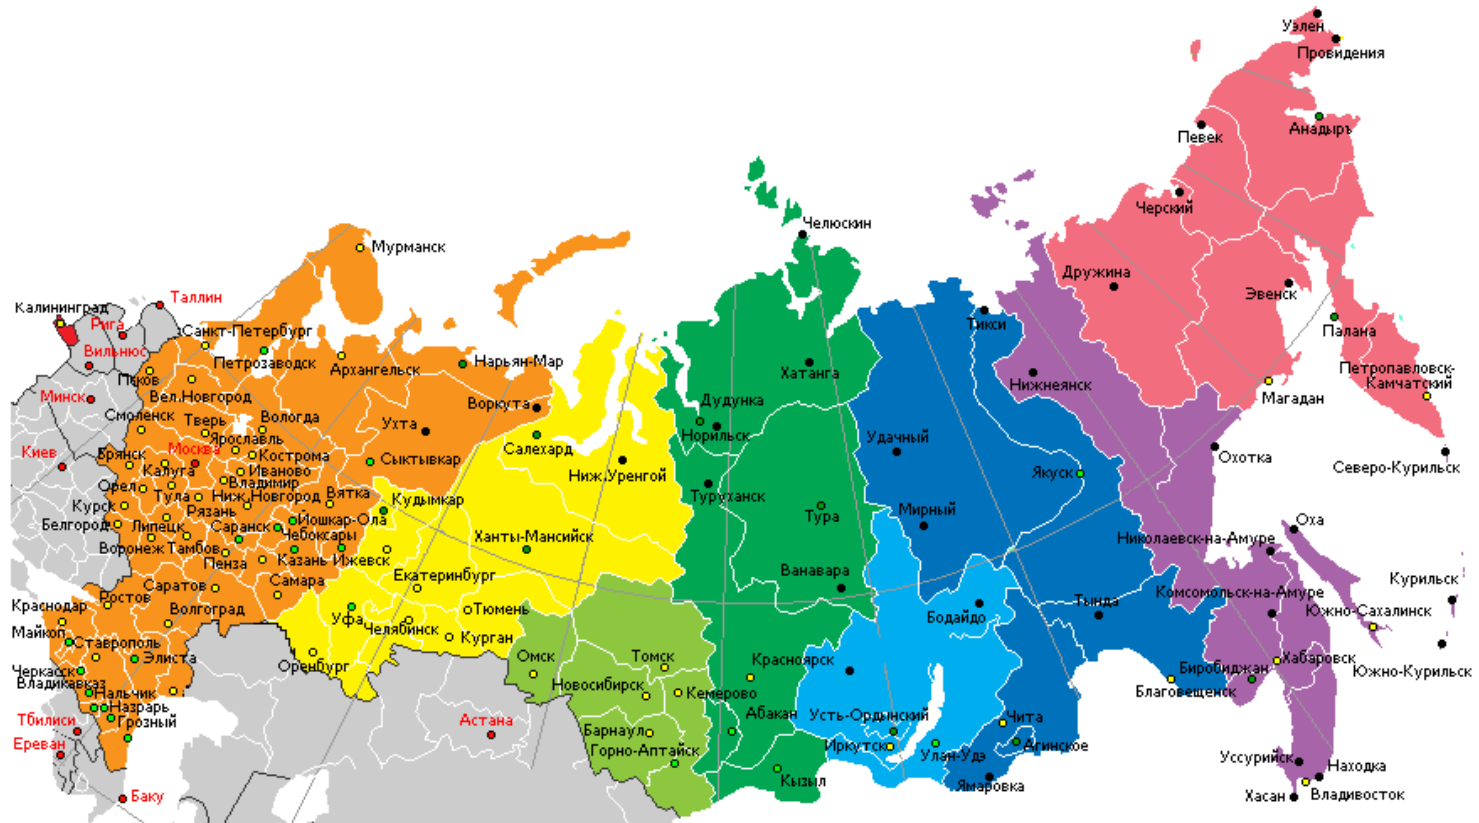 Уэлен
Провидения
Анадыръ
Певек
Черский
Челюскин
Мурманск
Дружина
Эвенск
Таллин
Калининград
Рига
Санкт-Петербург
Тикси
Палана
Вильнюс
Петрозаводск
Архангельск
Нарьян-Мар
Хатанга
Псков
Нижнеянск
Петропавловск-
Камчатский
Минск
Вел.Новгород
Воркута
Дудунка
Магадан
Смоленск
Тверь
Вологда
Ухта
Норильск
Удачный
Ярославль
Салехард
Киев
Брянск
Москва
Кострома
Сыктывкар
Охотка
Северо-Курильск
Калуга
Иваново
Ниж.Уренгой
Якуск
Орел
Тула
Владимир
Ниж.Новгород
Вятка
Кудымкар
Туруханск
Курск
Рязань
Мирный
Тура
Белгород
Липецк
Саранск
Йошкар-Ола
Чебоксары
Оха
Воронеж
Тамбов
Ханты-Мансийск
Николаевск-на-Амуре
Пенза
Казань
Ижевск
Екатеринбург
Ванавара
Курильск
Саратов
Самара
Комсомольск-на-Амуре
Краснодар
Ростов
Волгоград
Тюмень
Бодайдо
Тында
Южно-Сахалинск
Майкоп
Уфа
Челябинск
Курган
Ставрополь
Элиста
Оренбург
Омск
Томск
Красноярск
Хабаровск
Биробиджан
Южно-Курильск
Черкасск
Владикавказ
Новосибирск
Кемерово
Благовещенск
Нальчик
Назрарь
Грозный
Абакан
Усть-Ордынский
Чита
Тбилиси
Астана
Барнаул
Иркутск
Агинское
Ереван
Горно-Аптайск
Улан-Удэ
Уссурийск
Находка
Кызыл
Ямаровка
Баку
Хасан
Владивосток